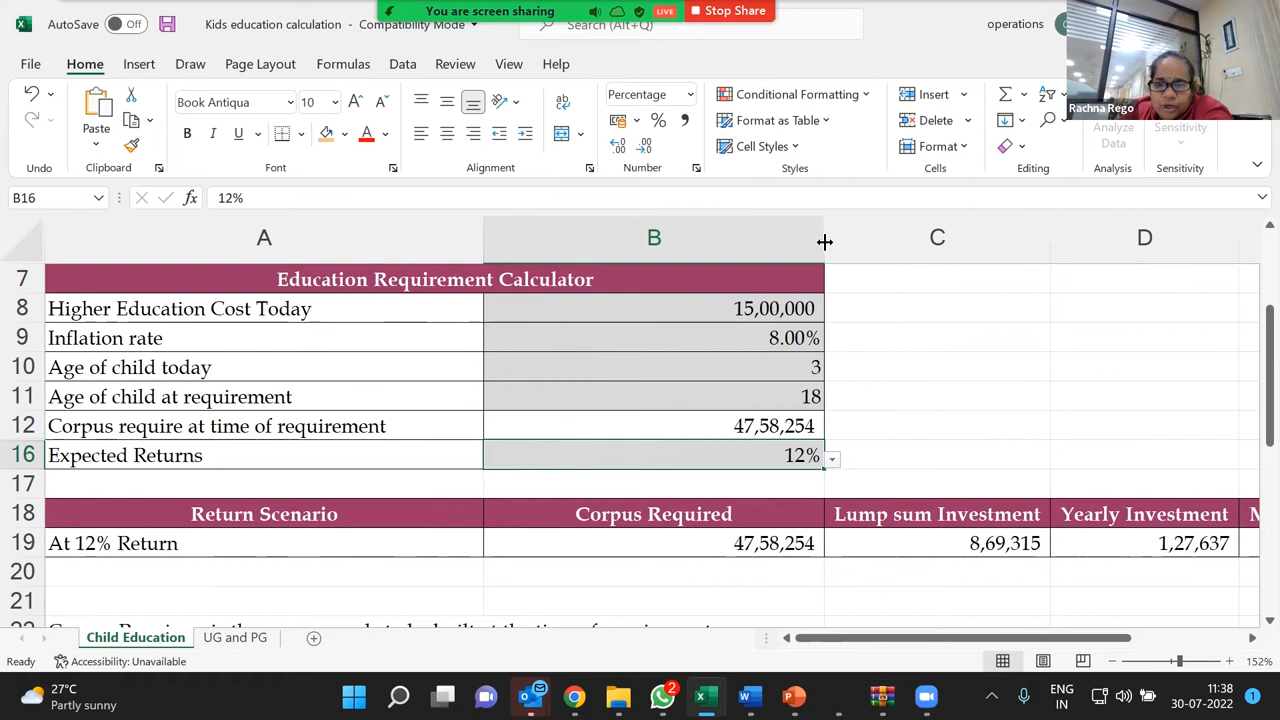 You are screen sharing
LIVE
Stop Share
AutoSave
Off
Kids education calculation - Compatibility Mode
Search (Alt+Q)
operations
Rachna Rego
File
Home
Insert
Draw
Page Layout
Formulas
Data
Review
View
Help
Paste
Book Antiqua
10
Percentage
Conditional Formatting
Format as Table
Cell Styles
Insert
Delete
Format
Analyze
Data
Sensitivity
Undo
Clipboard
Font
Alignment
Number
Styles
Cells
Editing
Analysis
Sensitivity
B16
fx
12%
A B C D
7 Education Requirement Calculator
8 Higher Education Cost Today 15,00,000
9 Inflation rate 8.00%
10 Age of child today 3
11 Age of child at requirement 18
12 Corpus require at time of requirement 47,58,254
16 Expected Returns 12%
17
18 Return Scenario Corpus Required Lump sum Investment Yearly Investment
19 At 12% Return 47,58,254 8,69,315 1,27,637
20
21
Child Education
UG and PG
Ready
Accessibility: Unavailable
152%
27°C
Partly sunny
2
ENG
IN
11:38
30-07-2022
1